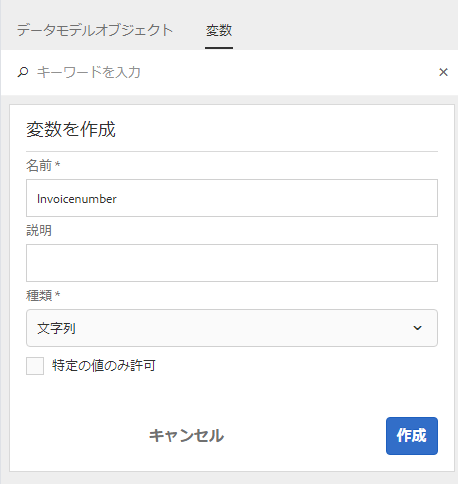 データモデルオブジェクト 変数
キーワードを入力
変数を作成
名前 *
Invoicenumber
説明
種類 *
文字列
特定の値のみ許可
キャンセル 作成